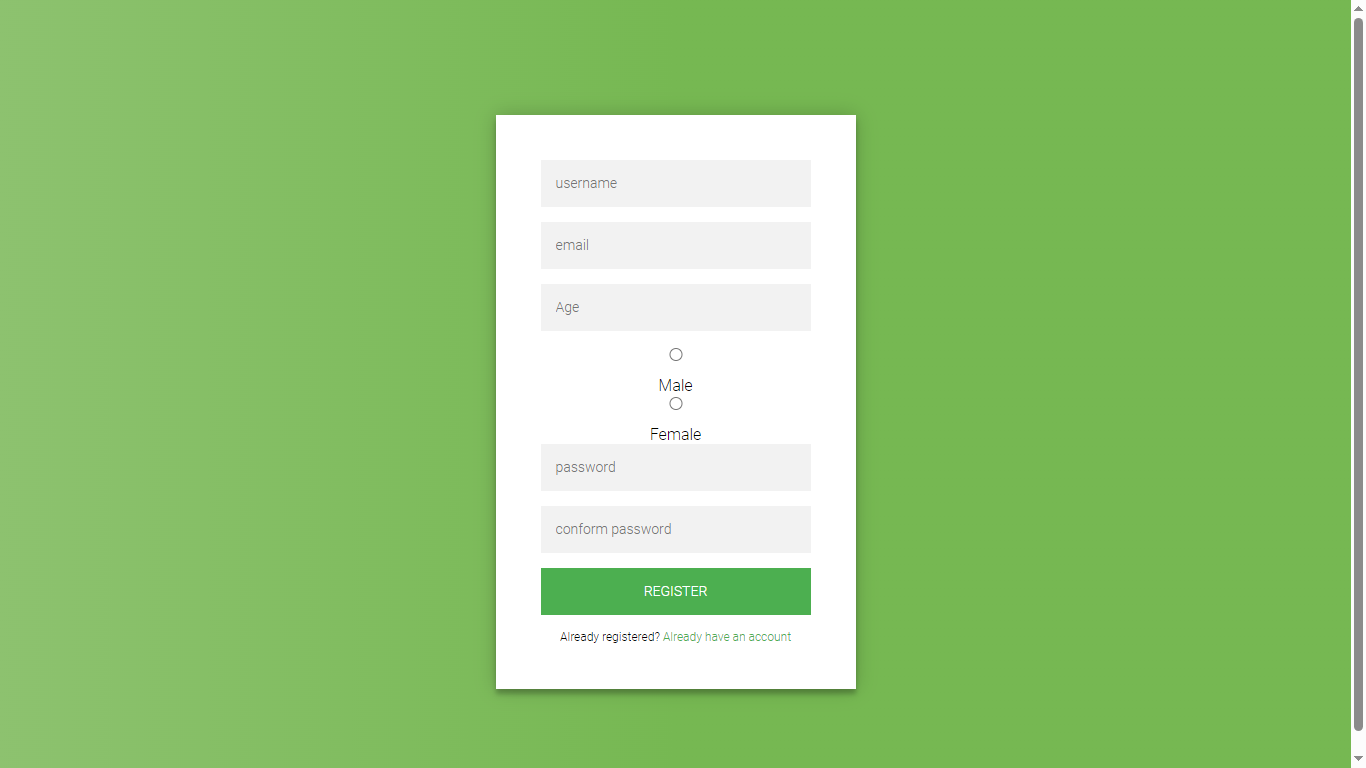 username
email
Age
Male
Female
password
conform password
REGISTER
Already registered? Already have an account